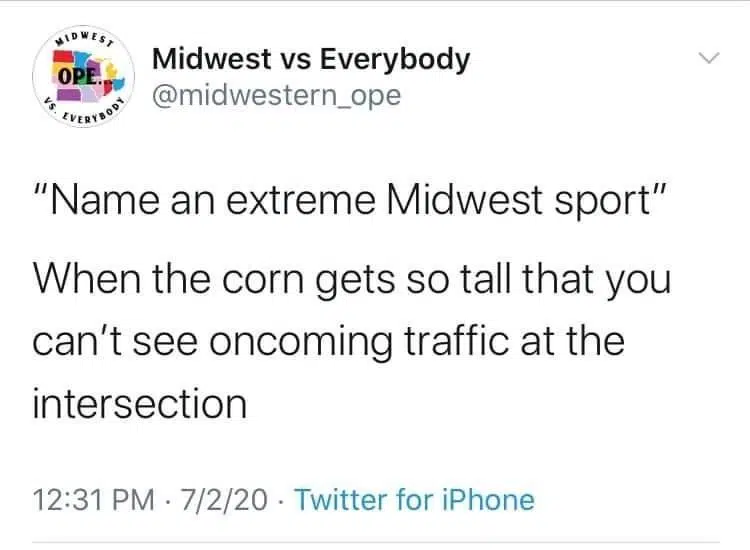 MIDWEST
OPE...
VS. EVERYBODY
Midwest vs Everybody
@midwestern_ope
"Name an extreme Midwest sport"
When the corn gets so tall that you
can't see oncoming traffic at the
intersection
12:31 PM · 7/2/20 · Twitter for iPhone